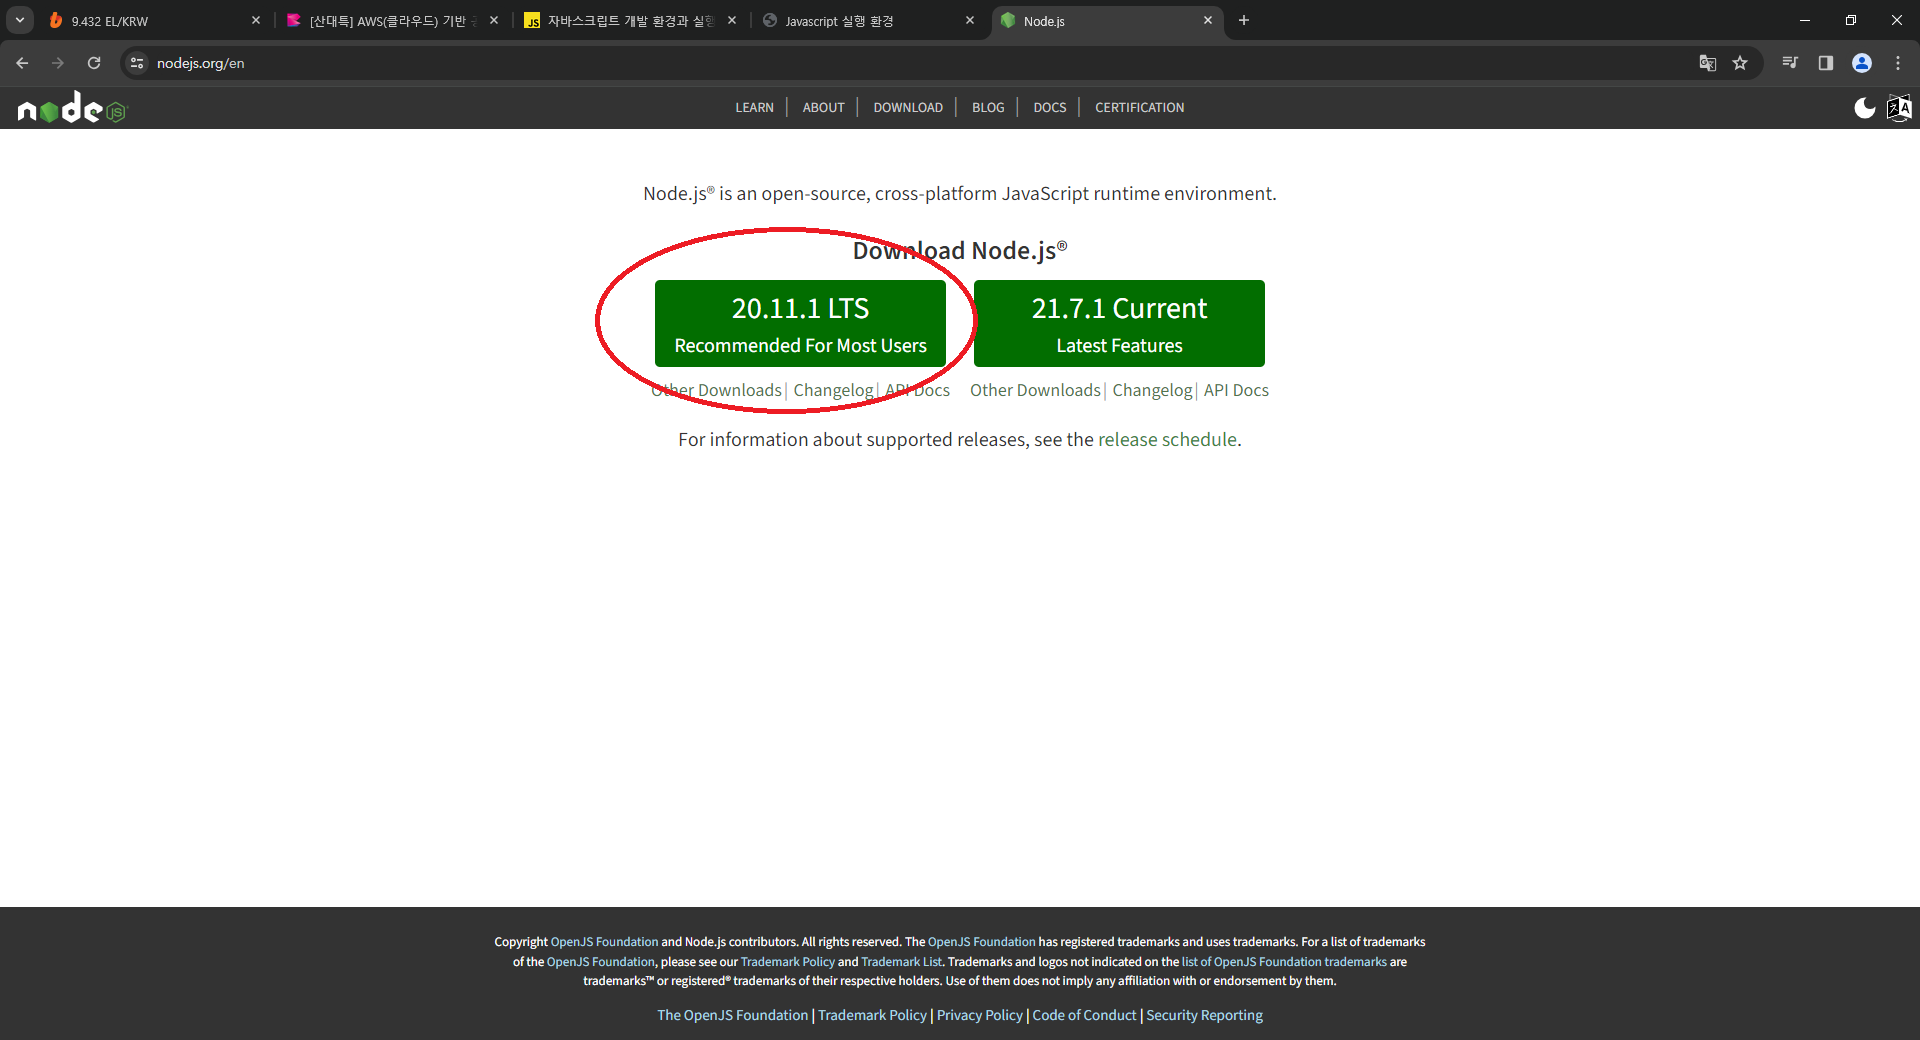 9.432 EL/KRW
[산대특] AWS(클라우드) 기반
JS 자바스크립트 개발 환경과 실행
Javascript 실행 환경
Node.js
nodejs.org/en
node JS
LEARN | ABOUT | DOWNLOAD | BLOG | DOCS | CERTIFICATION
Node.js® is an open-source, cross-platform JavaScript runtime environment.
Download Node.js®
20.11.1 LTS
Recommended For Most Users
21.7.1 Current
Latest Features
Other Downloads | Changelog | API Docs
Other Downloads | Changelog | API Docs
For information about supported releases, see the release schedule.
Copyright OpenJS Foundation and Node.js contributors. All rights reserved. The OpenJS Foundation has registered trademarks and uses trademarks. For a list of trademarks
of the OpenJS Foundation, please see our Trademark Policy and Trademark List. Trademarks and logos not indicated on the list of OpenJS Foundation trademarks are
trademarks™ or registered® trademarks of their respective holders. Use of them does not imply any affiliation with or endorsement by them.
The OpenJS Foundation | Trademark Policy | Privacy Policy | Code of Conduct | Security Reporting